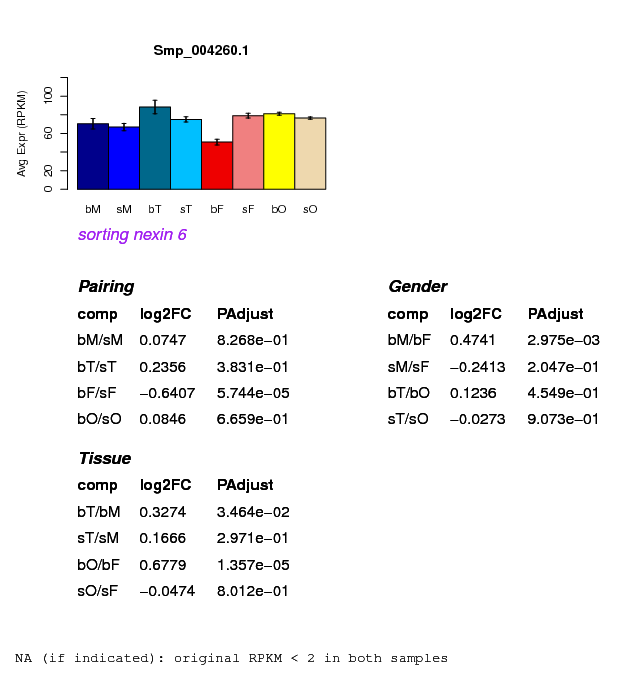 Smp_004260.1
Avg Expr (RPKM)
100
60
20
0
bM sM bT sT bF sF bO sO
sorting nexin 6
Pairing
comp log2FC PAdjust
bM/sM 0.0747 8.268e−01
bT/sT 0.2356 3.831e−01
bF/sF −0.6407 5.744e−05
bO/sO 0.0846 6.659e−01
Gender
comp log2FC PAdjust
bM/bF 0.4741 2.975e−03
sM/sF −0.2413 2.047e−01
bT/bO 0.1236 4.549e−01
sT/sO −0.0273 9.073e−01
Tissue
comp log2FC PAdjust
bT/bM 0.3274 3.464e−02
sT/sM 0.1666 2.971e−01
bO/bF 0.6779 1.357e−05
sO/sF −0.0474 8.012e−01
NA (if indicated): original RPKM < 2 in both samples